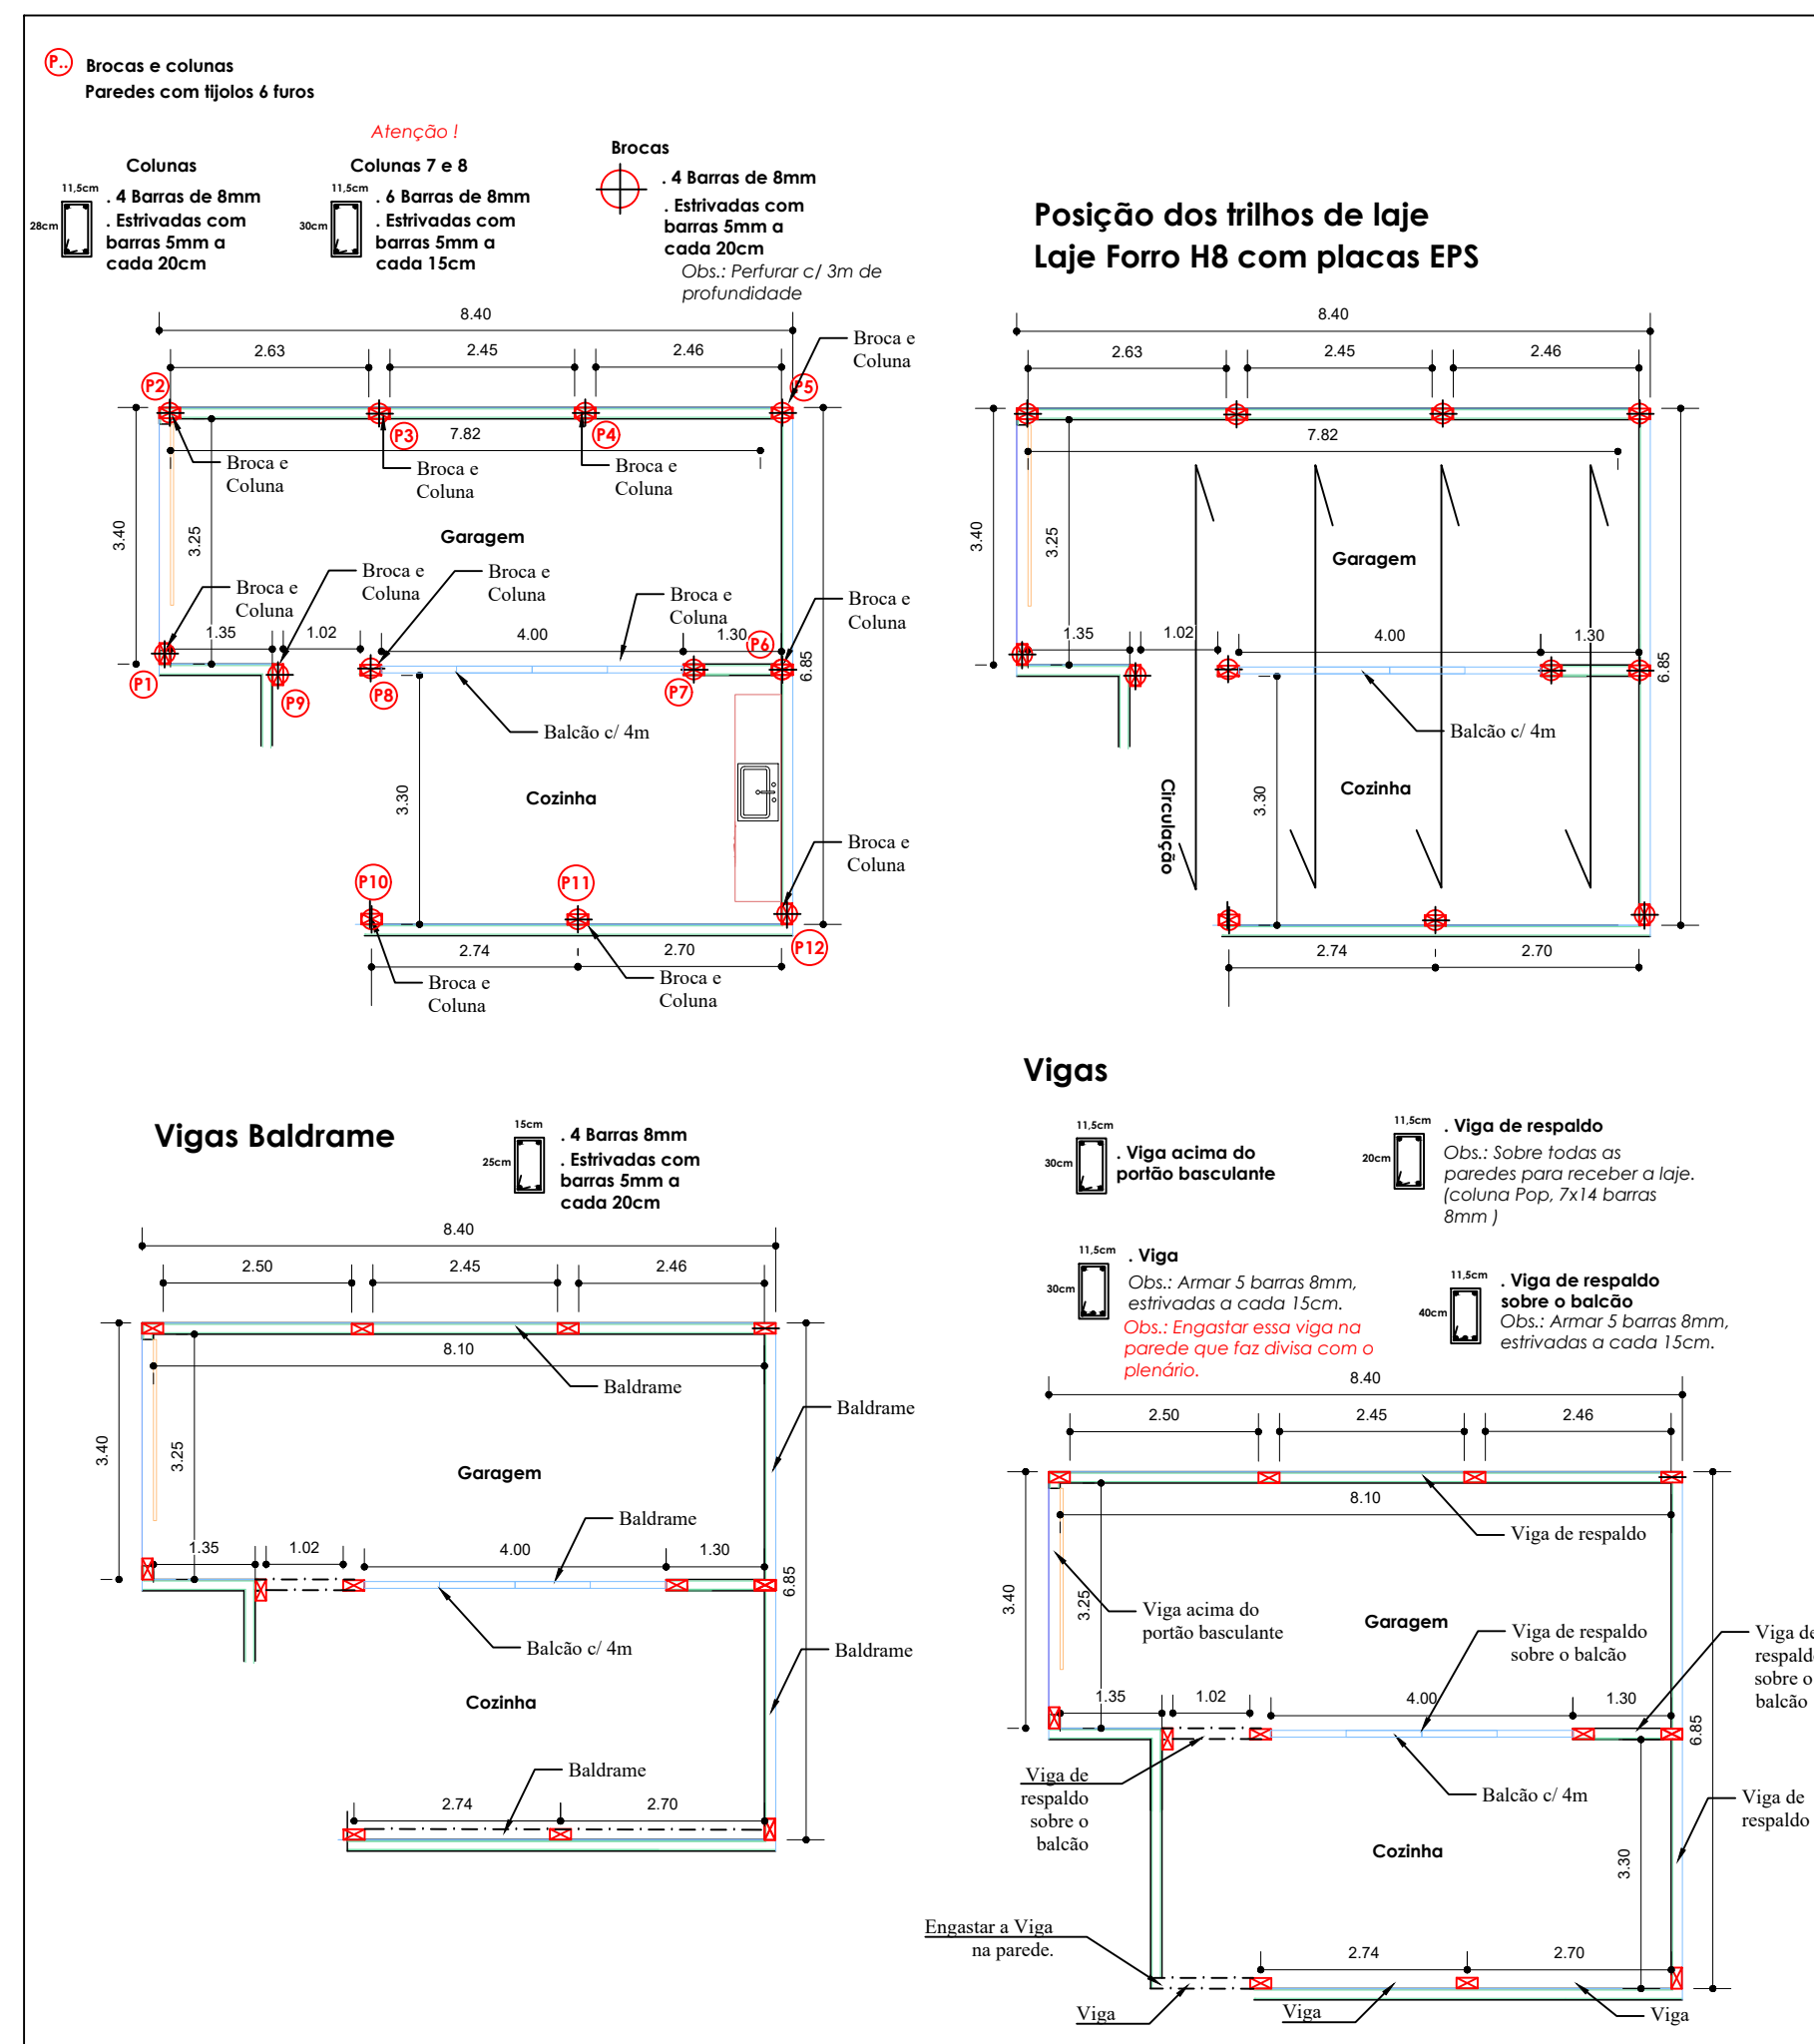 P..
Brocas e colunas
Paredes com tijolos 6 furos
Colunas
11,5cm
28cm
. 4 Barras de 8mm
. Estrivadas com
barras 5mm a
cada 20cm
Atenção !
Colunas 7 e 8
11,5cm
30cm
. 6 Barras de 8mm
. Estrivadas com
barras 5mm a
cada 15cm
Brocas
. 4 Barras de 8mm
. Estrivadas com
barras 5mm a
cada 20cm
Obs.: Perfurar c/ 3m de
profundidade
8.40
2.63
2.45
2.46
Broca e
Coluna
P2
P5
P3
P4
7.82
Broca e
Coluna
Broca e
Coluna
Broca e
Coluna
3.40
3.25
Garagem
Broca e
Coluna
Broca e
Coluna
Broca e
Coluna
Broca e
Coluna
Broca e
Coluna
1.35
1.02
4.00
1.30
P6
6.85
P1
P9
P8
P7
Balcão c/ 4m
3.30
Cozinha
Broca e
Coluna
P10
P11
P12
2.74
2.70
Broca e
Coluna
Broca e
Coluna
Posição dos trilhos de laje
Laje Forro H8 com placas EPS
8.40
2.63
2.45
2.46
7.82
3.40
3.25
Garagem
1.35
1.02
4.00
1.30
6.85
Balcão c/ 4m
Circulação
3.30
Cozinha
2.74
2.70
Vigas Baldrame
15cm
25cm
. 4 Barras 8mm
. Estrivadas com
barras 5mm a
cada 20cm
8.40
2.50
2.45
2.46
8.10
Baldrame
Baldrame
3.40
3.25
Garagem
Baldrame
1.35
1.02
4.00
1.30
6.85
Balcão c/ 4m
Baldrame
Cozinha
Baldrame
2.74
2.70
Vigas
11,5cm
30cm
. Viga acima do
portão basculante
11,5cm
20cm
. Viga de respaldo
Obs.: Sobre todas as
paredes para receber a laje.
(coluna Pop, 7x14 barras
8mm )
11,5cm
30cm
. Viga
Obs.: Armar 5 barras 8mm,
estrivadas a cada 15cm.
Obs.: Engastar essa viga na
parede que faz divisa com o
plenário.
11,5cm
40cm
. Viga de respaldo
sobre o balcão
Obs.: Armar 5 barras 8mm,
estrivadas a cada 15cm.
8.40
2.50
2.45
2.46
8.10
Viga de respaldo
3.40
3.25
Viga acima do
portão basculante
Garagem
Viga de respaldo
sobre o balcão
Viga de
respaldo
sobre o
balcão
1.35
1.02
4.00
1.30
6.85
Viga de
respaldo
sobre o
balcão
Balcão c/ 4m
Viga de
respaldo
Cozinha
3.30
Engastar a Viga
na parede.
2.74
2.70
Viga
Viga
Viga